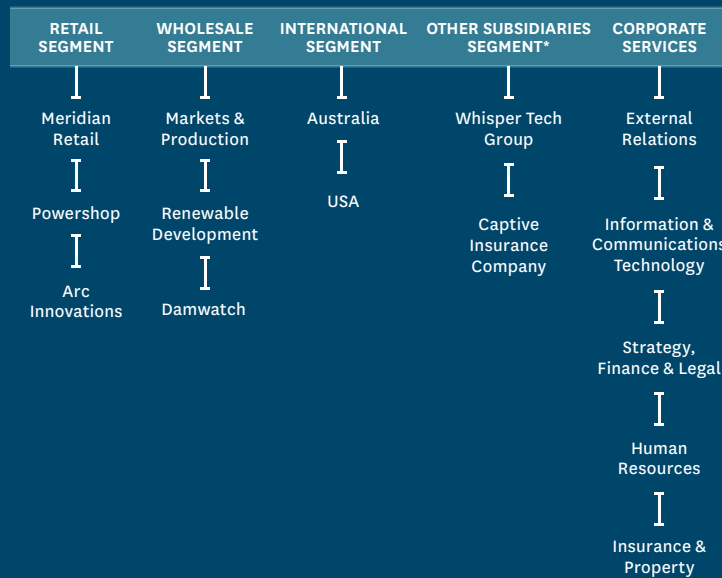 RETAIL
SEGMENT
Meridian
Retail
Powershop
Arc
Innovations
WHOLESALE
SEGMENT
Markets &
Production
Renewable
Development
Damwatch
INTERNATIONAL
SEGMENT
Australia
USA
OTHER SUBSIDIARIES
SEGMENT*
Whisper Tech
Group
Captive
Insurance
Company
CORPORATE
SERVICES
External
Relations
Information &
Communications
Technology
Strategy,
Finance & Legal
Human
Resources
Insurance &
Property